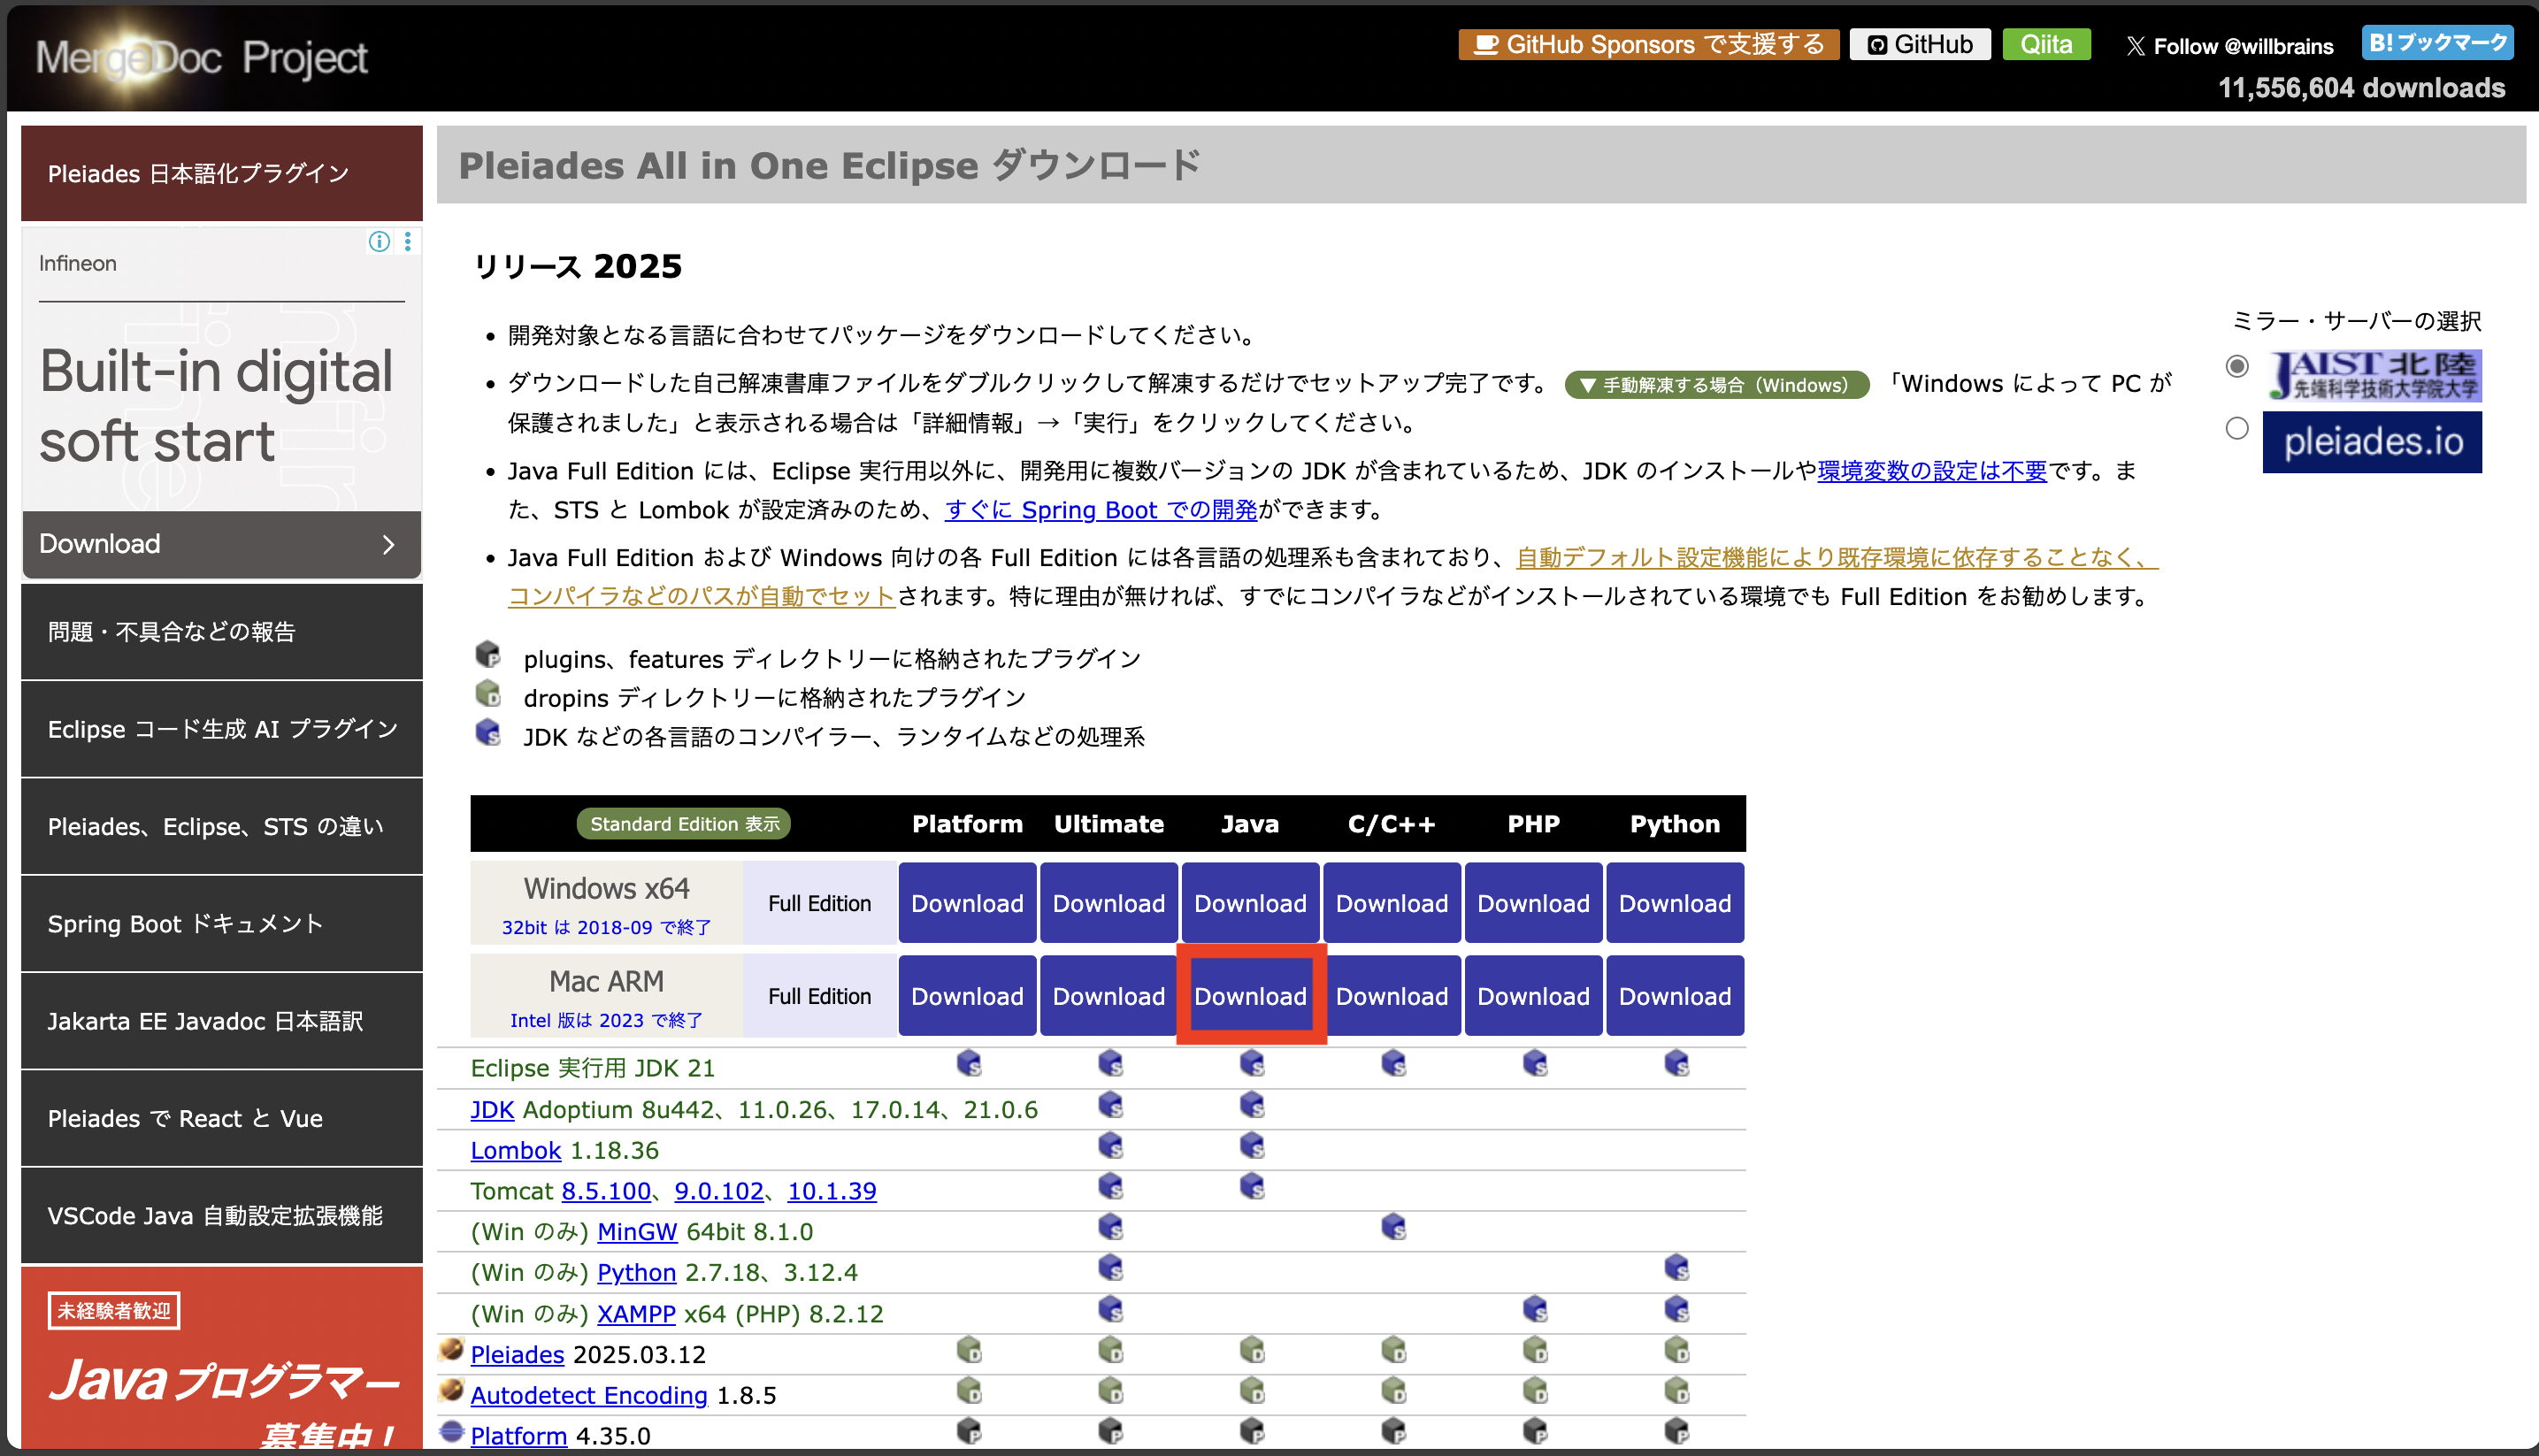 MergeDoc Project
GitHub Sponsors で支援する
GitHub
Qiita
Follow @willbrains
B! ブックマーク
11,556,604 downloads
Pleiades 日本語化プラグイン
Infineon
Built-in digital
soft start
Download
問題・不具合などの報告
Eclipse コード生成 AI プラグイン
Pleiades、Eclipse、STS の違い
Spring Boot ドキュメント
Jakarta EE Javadoc 日本語訳
Pleiades で React と Vue
VSCode Java 自動設定拡張機能
未経験者歓迎
Javaプログラマー
募集中！
Pleiades All in One Eclipse ダウンロード
リリース 2025
• 開発対象となる言語に合わせてパッケージをダウンロードしてください。
• ダウンロードした自己解凍書庫ファイルをダブルクリックして解凍するだけでセットアップ完了です。 ▼ 手動解凍する場合（Windows） 「Windows によって PC が
保護されました」と表示される場合は「詳細情報」→「実行」をクリックしてください。
• Java Full Edition には、Eclipse 実行用以外に、開発用に複数バージョンの JDK が含まれているため、JDK のインストールや環境変数の設定は不要です。ま
た、STS と Lombok が設定済みのため、すぐに Spring Boot での開発ができます。
• Java Full Edition および Windows 向けの各 Full Edition には各言語の処理系も含まれており、自動デフォルト設定機能により既存環境に依存することなく、
コンパイラなどのパスが自動でセットされます。特に理由が無ければ、すでにコンパイラなどがインストールされている環境でも Full Edition をお勧めします。
ミラー・サーバーの選択
JAIST 北陸
先端科学技術大学院大学
pleiades.io
P plugins、features ディレクトリーに格納されたプラグイン
D dropins ディレクトリーに格納されたプラグイン
S JDK などの各言語のコンパイラー、ランタイムなどの処理系
Standard Edition 表示 Platform Ultimate Java C/C++ PHP Python
Windows x64
32bit は 2018-09 で終了
Full Edition Download Download Download Download Download Download
Mac ARM
Intel 版は 2023 で終了
Full Edition Download Download Download Download Download Download
Eclipse 実行用 JDK 21 S S S S S S
JDK Adoptium 8u442、11.0.26、17.0.14、21.0.6 S S
Lombok 1.18.36 S S
Tomcat 8.5.100、9.0.102、10.1.39 S S
(Win のみ) MinGW 64bit 8.1.0 S S
(Win のみ) Python 2.7.18、3.12.4 S S
(Win のみ) XAMPP x64 (PHP) 8.2.12 S S S
Pleiades 2025.03.12 D D D D D D
Autodetect Encoding 1.8.5 D D D D D D
Platform 4.35.0 P P P P P P